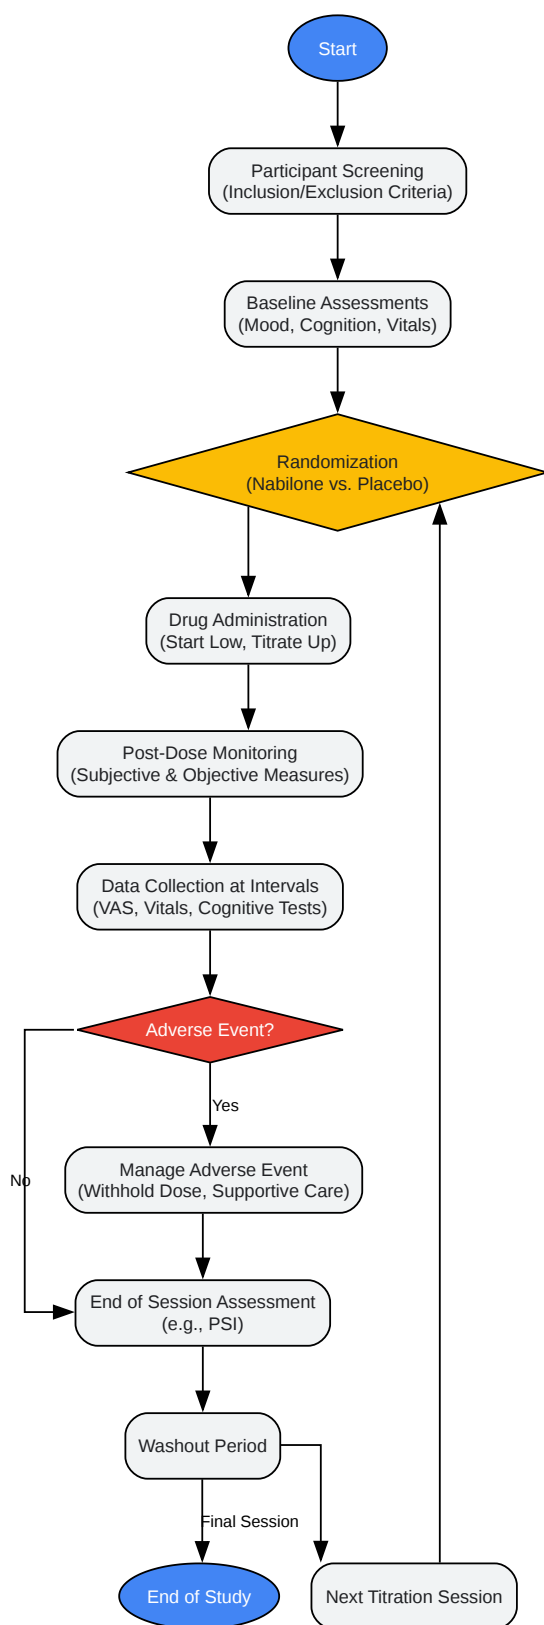 Start
Participant Screening
(Inclusion/Exclusion Criteria)
Baseline Assessments
(Mood, Cognition, Vitals)
Randomization
(Nabilone vs. Placebo)
Drug Administration
(Start Low, Titrate Up)
Post-Dose Monitoring
(Subjective & Objective Measures)
Data Collection at Intervals
(VAS, Vitals, Cognitive Tests)
Adverse Event?
Yes
Manage Adverse Event
(Withhold Dose, Supportive Care)
No
End of Session Assessment
(e.g., PSI)
Washout Period
Final Session
End of Study
Next Titration Session